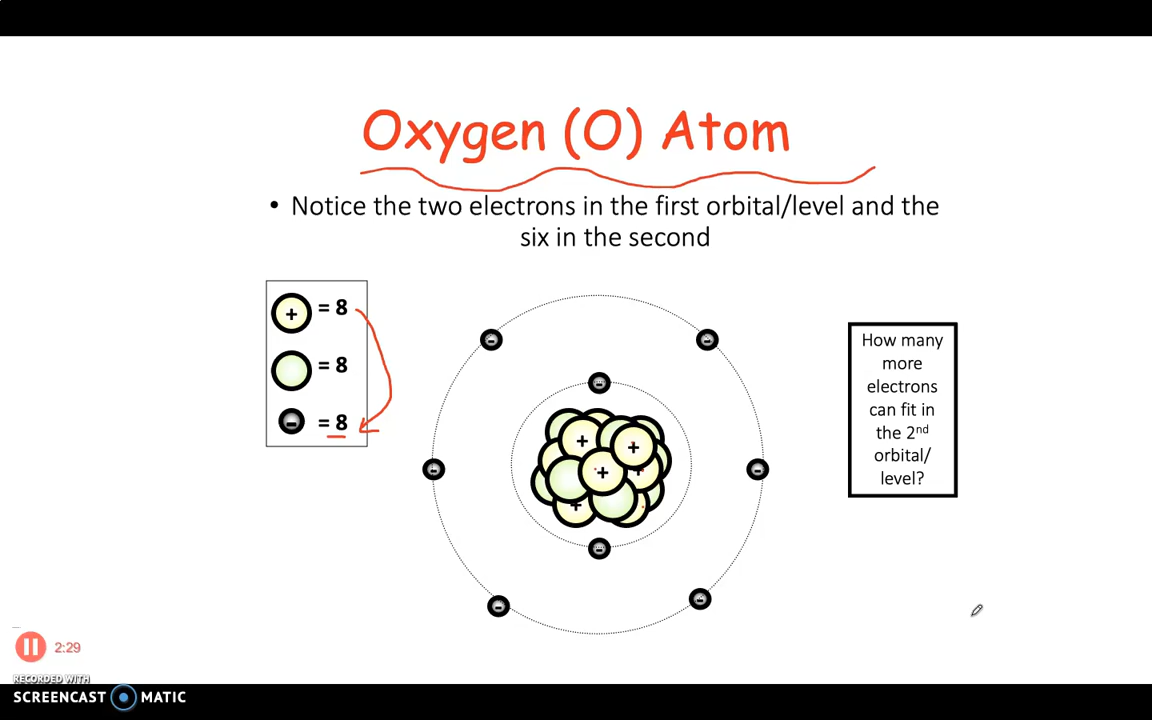 Oxygen (O) Atom
• Notice the two electrons in the first orbital/level and the
six in the second
+ = 8
= 8
- = 8
How many
more
electrons
can fit in
the 2nd
orbital/
level?
2:29
RECORDED WITH
SCREENCAST MATIC